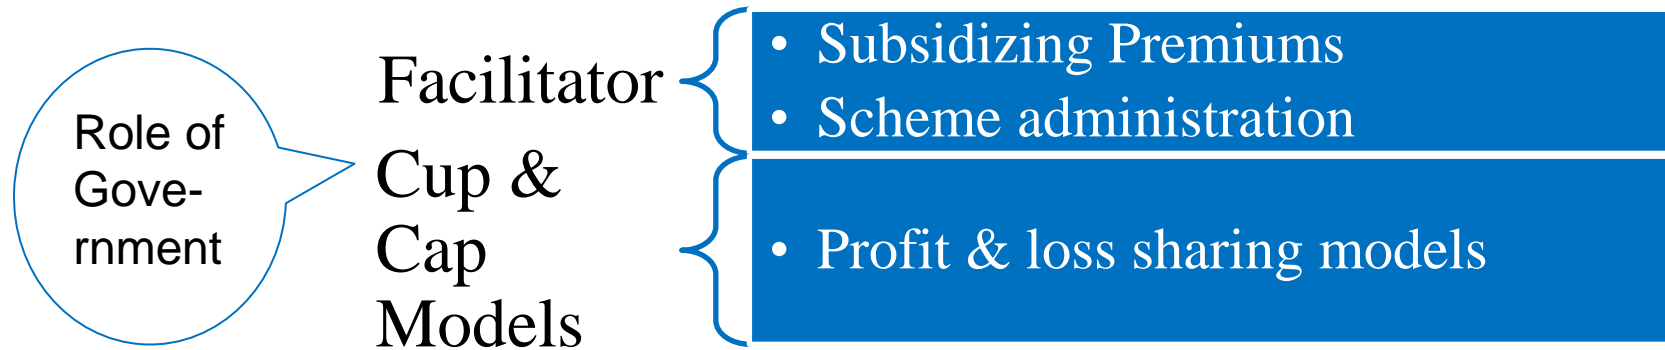 Role of
Gove-
rnment
Facilitator
• Subsidizing Premiums
• Scheme administration
Cup &
Cap
Models
• Profit & loss sharing models